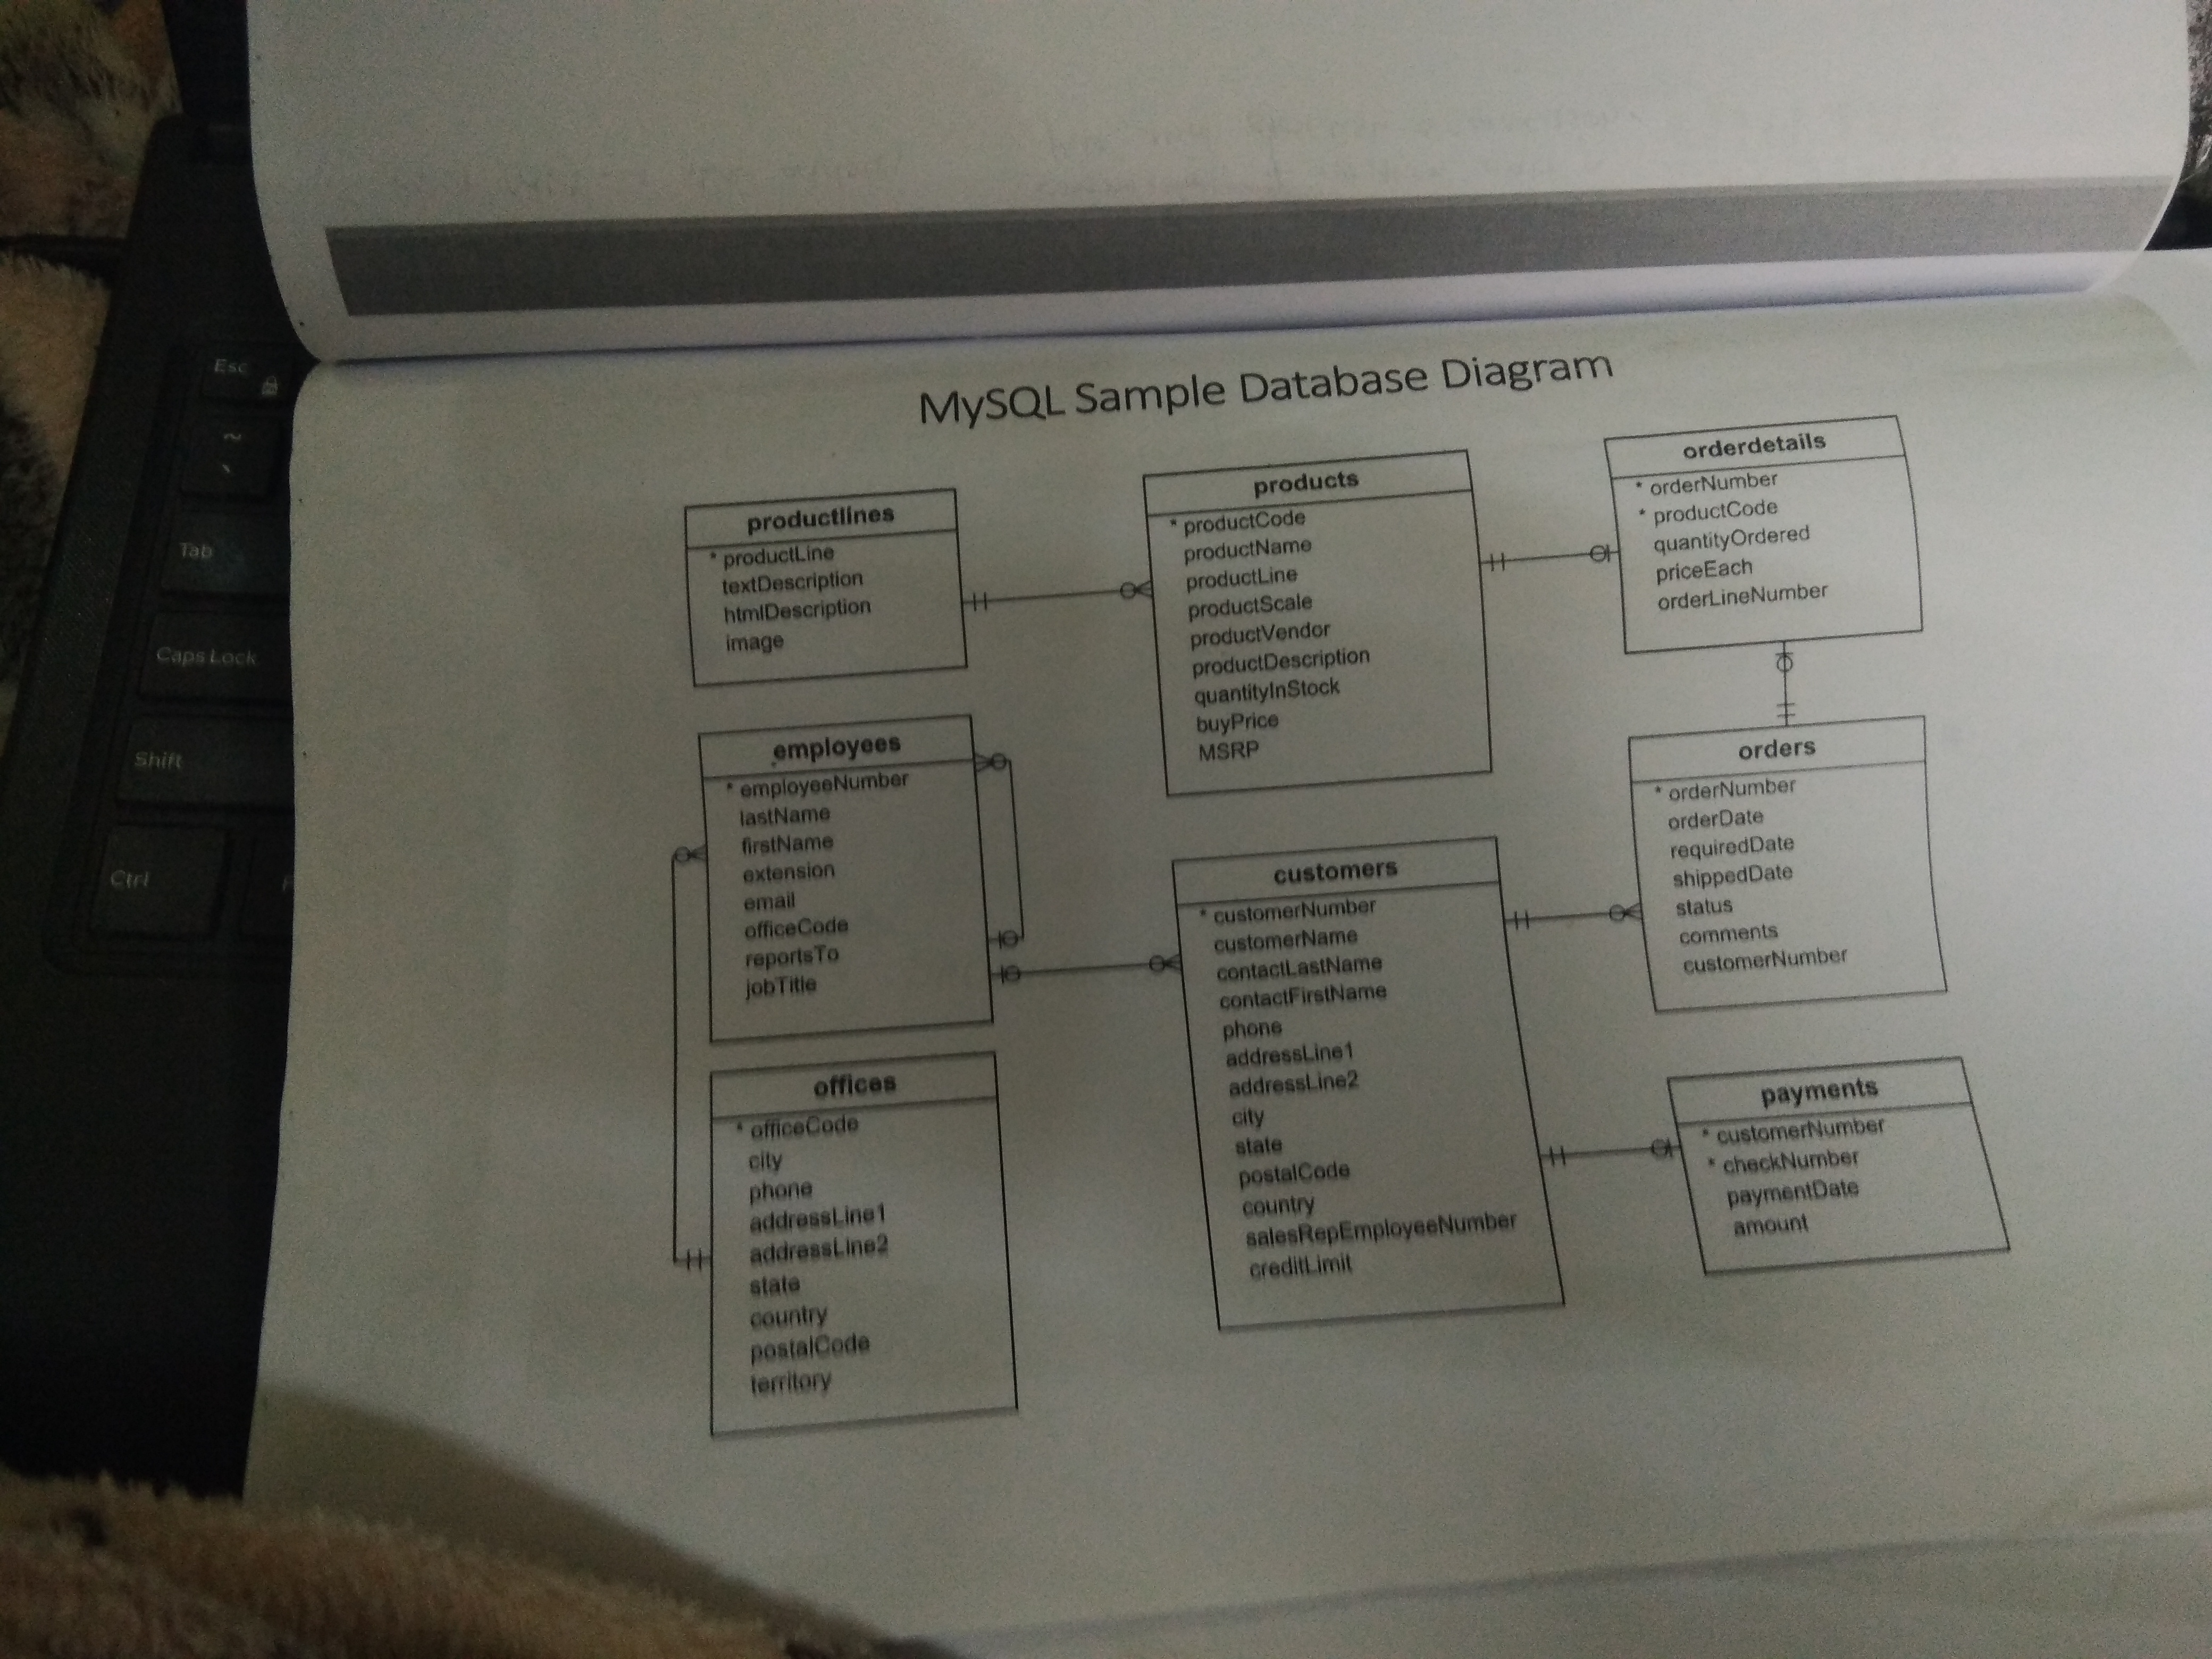 MySQL Sample Database Diagram
productlines
* productLine
textDescription
htmlDescription
image
products
* productCode
productName
productLine
productScale
productVendor
productDescription
quantityInStock
buyPrice
MSRP
orderdetails
* orderNumber
* productCode
quantityOrdered
priceEach
orderLineNumber
employees
* employeeNumber
lastName
firstName
extension
email
officeCode
reportsTo
jobTitle
customers
* customerNumber
customerName
contactLastName
contactFirstName
phone
addressLine1
addressLine2
city
state
postalCode
country
salesRepEmployeeNumber
creditLimit
orders
* orderNumber
orderDate
requiredDate
shippedDate
status
comments
customerNumber
offices
* officeCode
city
phone
addressLine1
addressLine2
state
country
postalCode
territory
payments
* customerNumber
* checkNumber
paymentDate
amount
Esc
~
`
Tab
Caps Lock
Shift
Ctrl